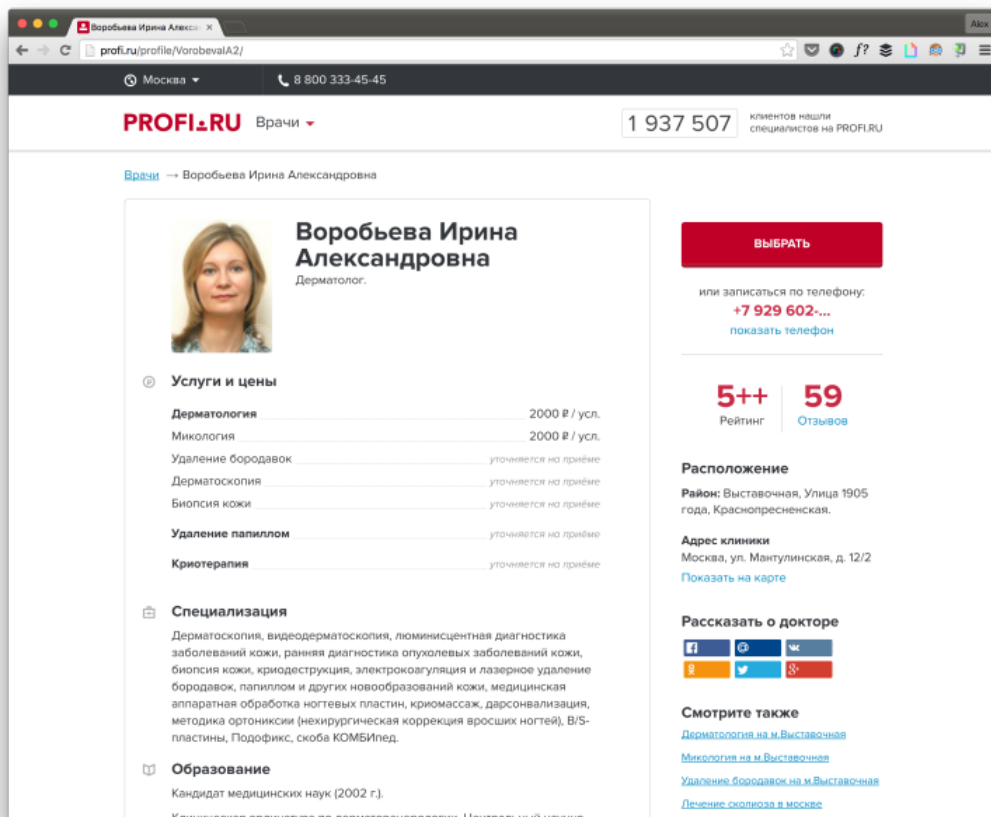 Воробьева Ирина Алекса
Alex
profi.ru/profile/VorobevaIA2/
f?
Москва
8 800 333-45-45
PROFI.RU Врачи
1 937 507
клиентов нашли
специалистов на PROFI.RU
Врачи → Воробьева Ирина Александровна
Воробьева Ирина
Александровна
Дерматолог.
Услуги и цены
Дерматология 2000 ₽ / усл.
Микология 2000 ₽ / усл.
Удаление бородавок уточняется на приёме
Дерматоскопия уточняется на приёме
Биопсия кожи уточняется на приёме
Удаление папиллом уточняется на приёме
Криотерапия уточняется на приёме
Специализация
Дерматоскопия, видеодерматоскопия, люминисцентная диагностика
заболеваний кожи, ранняя диагностика опухолевых заболеваний кожи,
биопсия кожи, криодеструкция, электрокоагуляция и лазерное удаление
бородавок, папиллом и других новообразований кожи, медицинская
аппаратная обработка ногтевых пластин, криомассаж, дарсонвализация,
методика ортониксии (нехирургическая коррекция вросших ногтей), B/S-
пластины, Подофикс, скоба КОМБИпед.
Образование
Кандидат медицинских наук (2002 г.).
Клиническая ординатура по дерматовенерологии, Центральный научно-
ВЫБРАТЬ
или записаться по телефону:
+7 929 602-...
показать телефон
5++ 59
Рейтинг Отзывов
Расположение
Район: Выставочная, Улица 1905
года, Краснопресненская.
Адрес клиники
Москва, ул. Мантулинская, д. 12/2
Показать на карте
Рассказать о докторе
Смотрите также
Дерматология на м.Выставочная
Микология на м.Выставочная
Удаление бородавок на м.Выставочная
Лечение сколиоза в москве